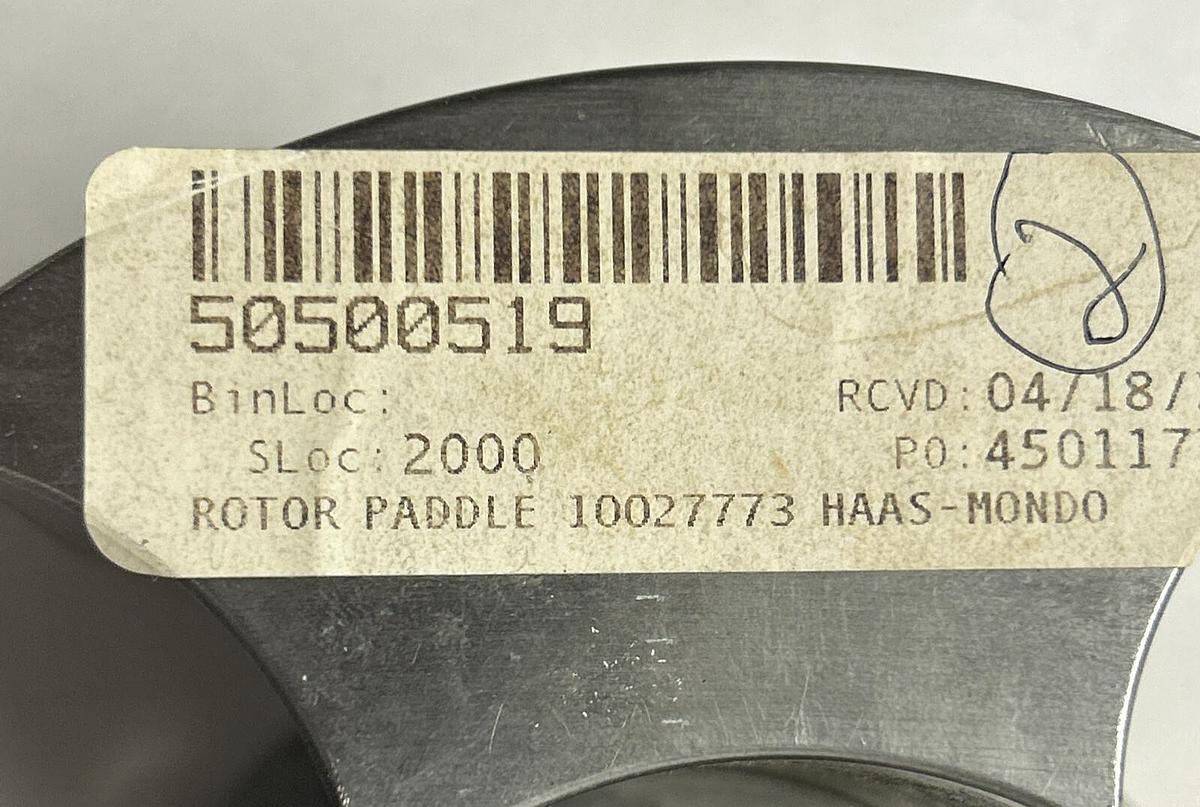 50500519
BinLoc: RCVD: 04/18/
SLoc: 2000 PO: 450117
ROTOR PADDLE 10027773 HAAS-MONDO